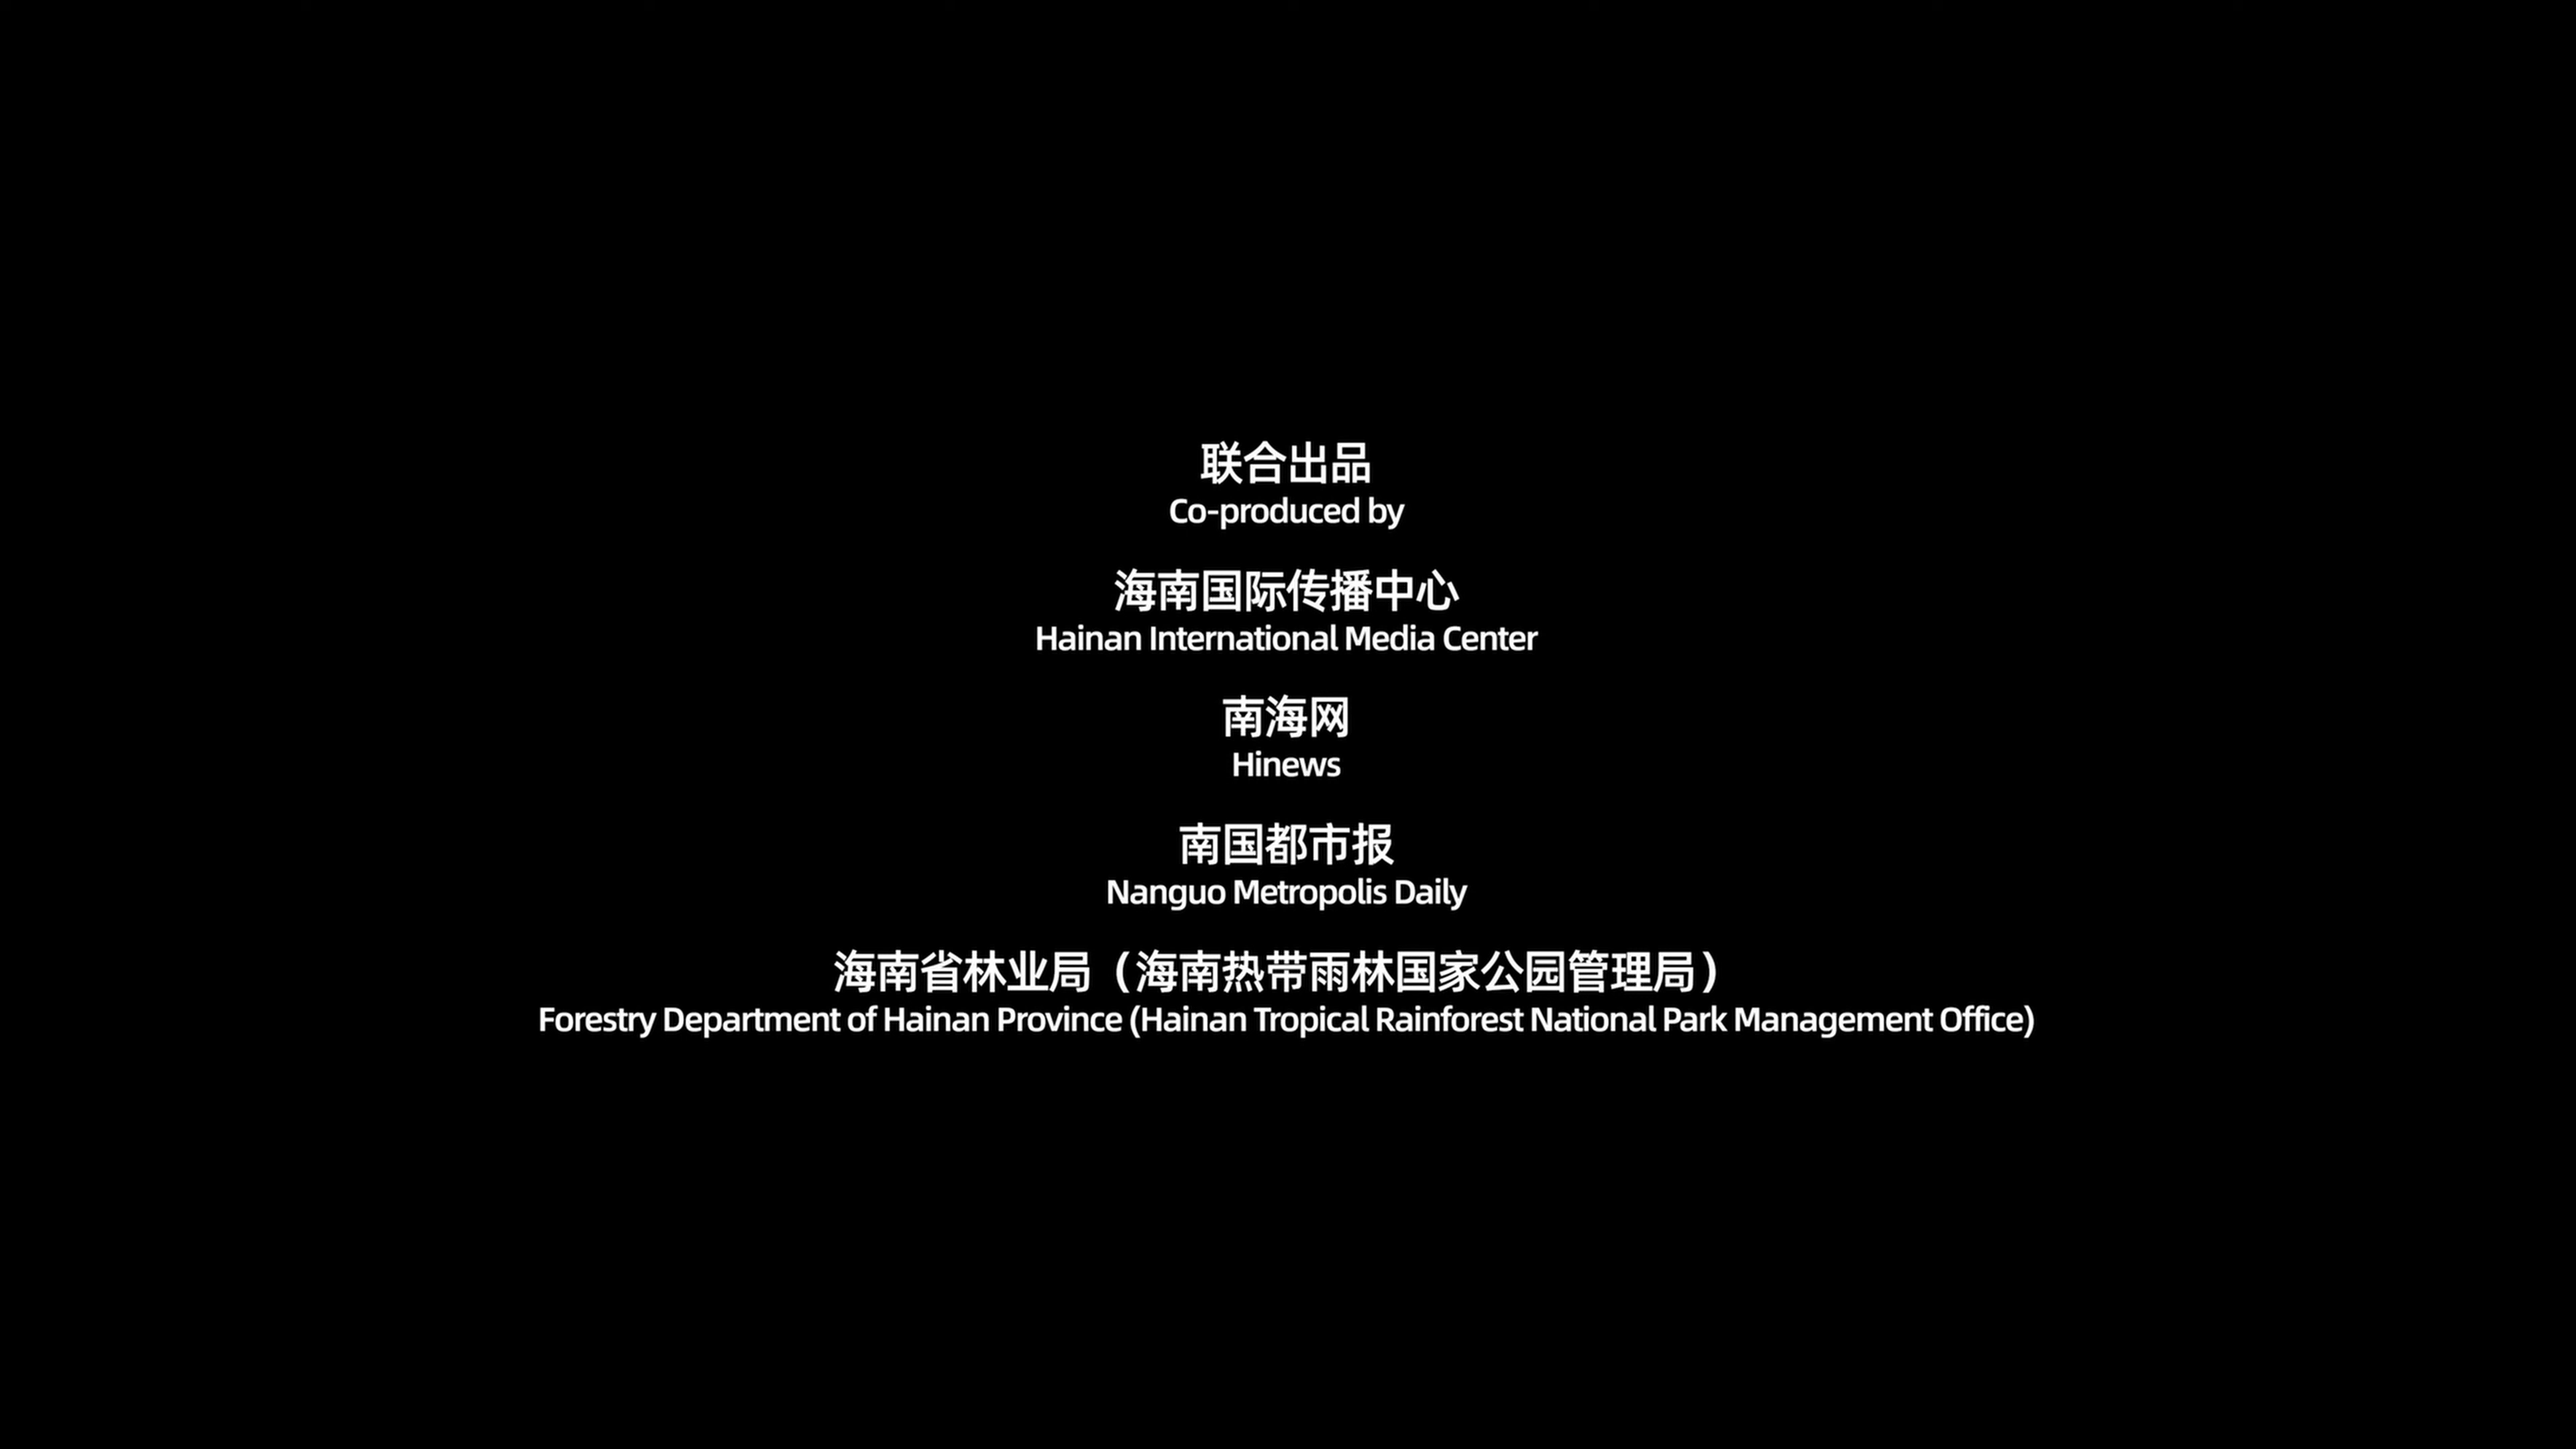 联合出品
Co-produced by
海南国际传播中心
Hainan International Media Center
南海网
Hinews
南国都市报
Nanguo Metropolis Daily
海南省林业局（海南热带雨林国家公园管理局）
Forestry Department of Hainan Province (Hainan Tropical Rainforest National Park Management Office)